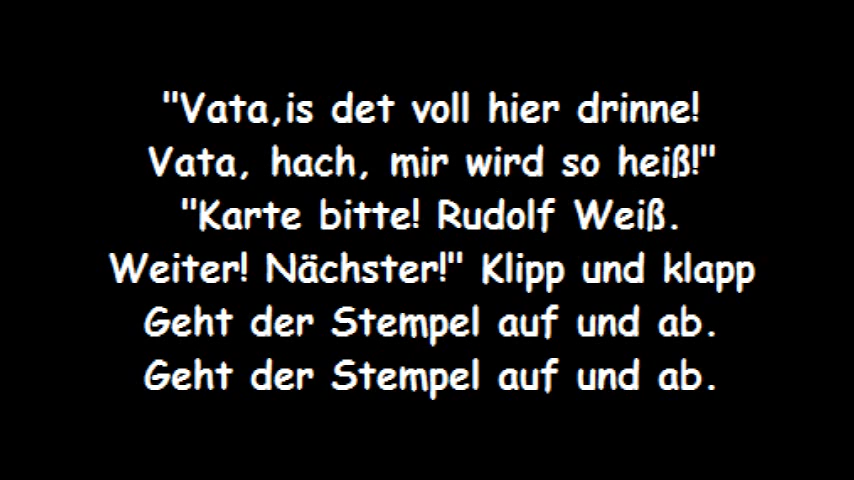 "Vata,is det voll hier drinne!
Vata, hach, mir wird so heiß!"
"Karte bitte! Rudolf Weiß.
Weiter! Nächster!" Klipp und klapp
Geht der Stempel auf und ab.
Geht der Stempel auf und ab.